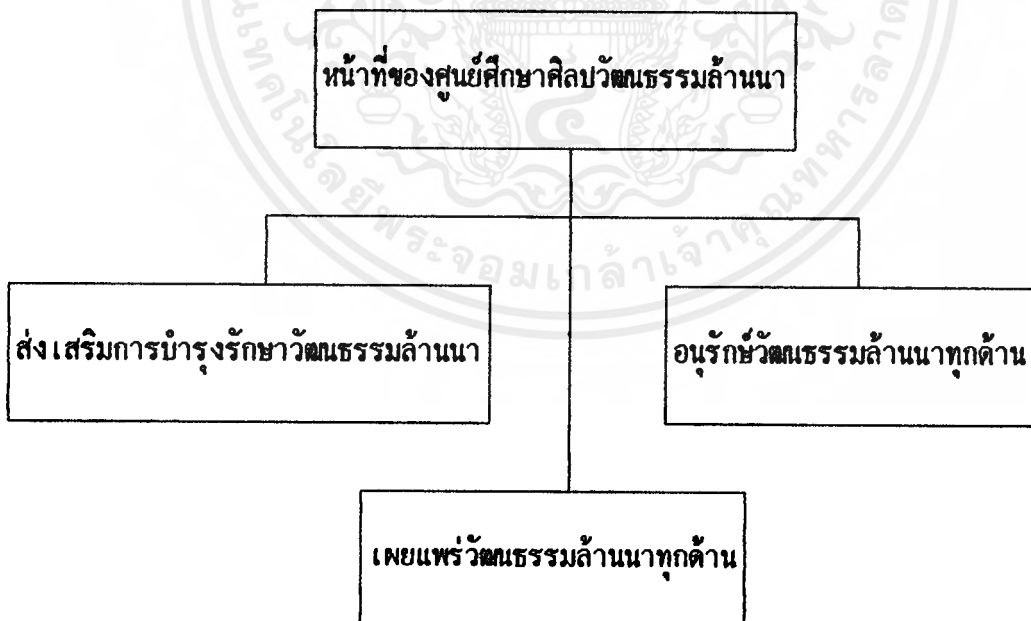 หน้าที่ของศูนย์ศึกษาศิลปวัฒนธรรมล้านนา
ส่งเสริมการบำรุงรักษาวัฒนธรรมล้านนา
อนุรักษ์วัฒนธรรมล้านนาทุกด้าน
เผยแพร่วัฒนธรรมล้านนาทุกด้าน